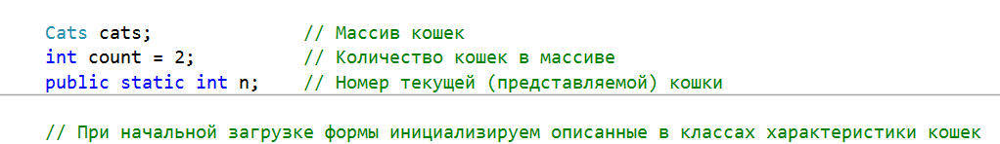 Cats cats; // Массив кошек
int count = 2; // Количество кошек в массиве
public static int n; // Номер текущей (представляемой) кошки
// При начальной загрузке формы инициализируем описанные в классах характеристики кошек